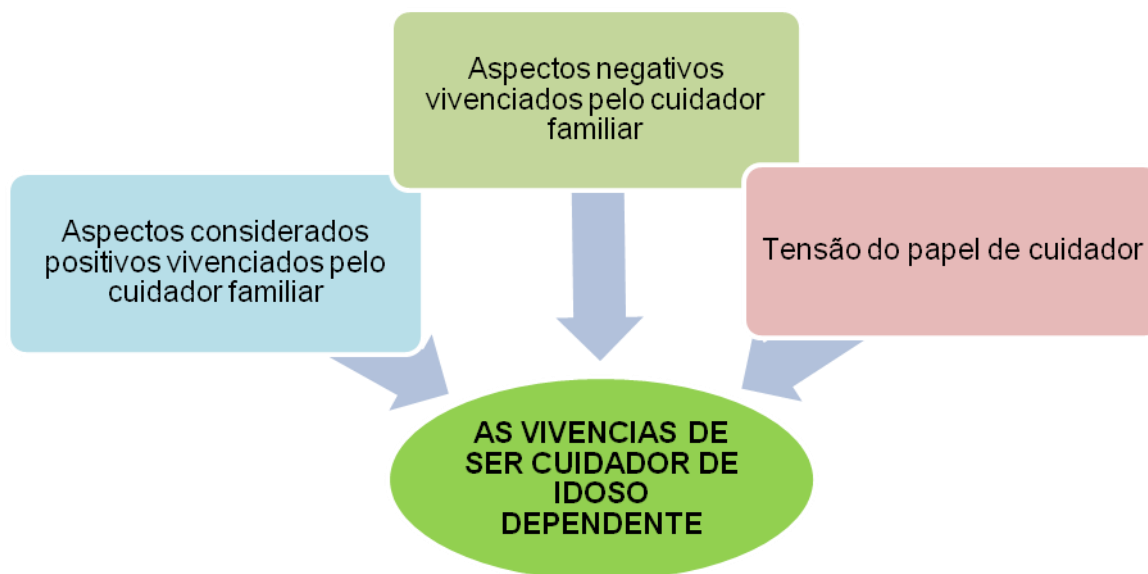 Aspectos negativos
vivenciados pelo cuidador
familiar
Aspectos considerados
positivos vivenciados pelo
cuidador familiar
Tensão do papel de cuidador
AS VIVENCIAS DE
SER CUIDADOR DE
IDOSO
DEPENDENTE